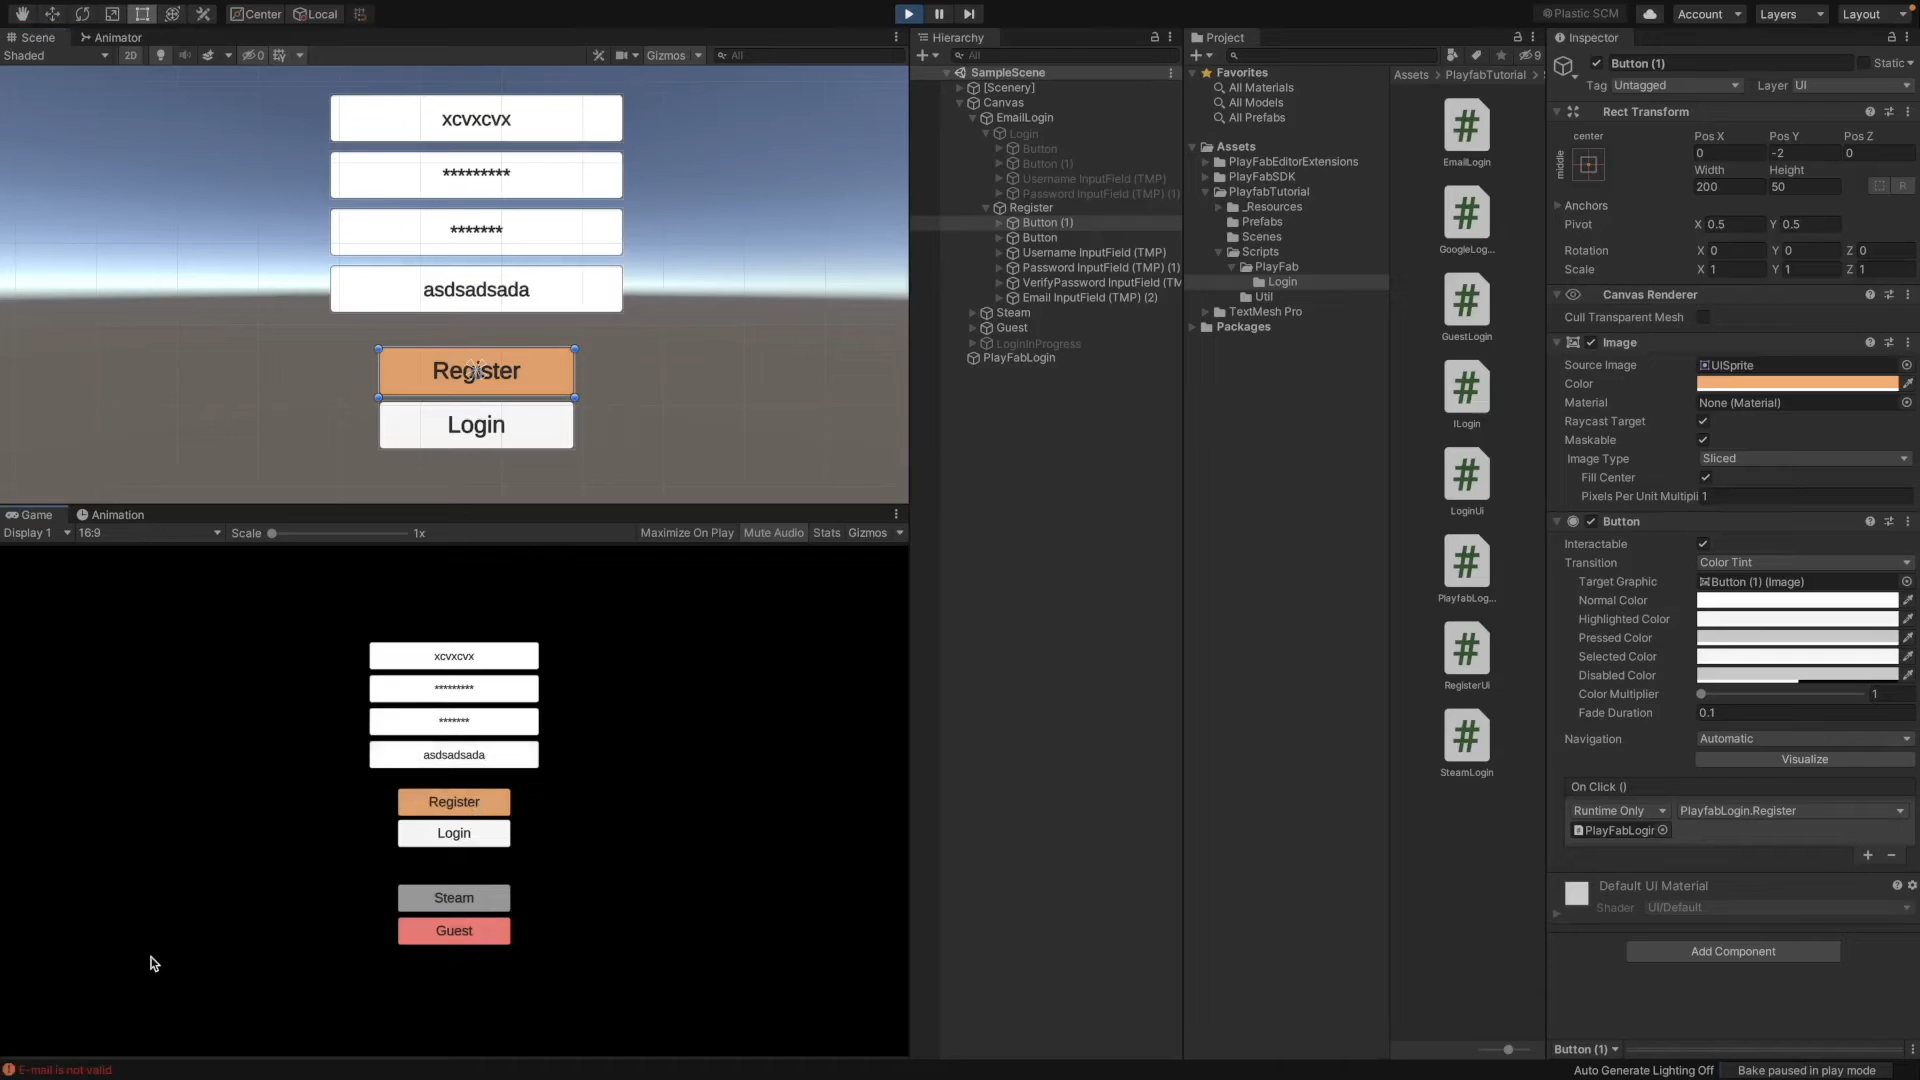 Center
Local
Plastic SCM
Account
Layers
Layout
Scene
Animator
Shaded
2D
0
Gizmos
All
xcvxcvx
*********
*******
asdsadsada
Register
Login
Game
Animation
Display 1
16:9
Scale
1x
Maximize On Play
Mute Audio
Stats
Gizmos
xcvxcvx
*********
*******
asdsadsada
Register
Login
Steam
Guest
E-mail is not valid
Hierarchy
All
SampleScene
[Scenery]
Canvas
EmailLogin
Login
Button
Button (1)
Username InputField (TMP)
Password InputField (TMP) (1)
Register
Button (1)
Button
Username InputField (TMP)
Password InputField (TMP) (1)
VerifyPassword InputField (TM
Email InputField (TMP) (2)
Steam
Guest
LogInInProgress
PlayFabLogin
Project
9
Favorites
All Materials
All Models
All Prefabs
Assets
PlayFabEditorExtensions
PlayFabSDK
PlayfabTutorial
_Resources
Prefabs
Scenes
Scripts
PlayFab
Login
Util
TextMesh Pro
Packages
Assets > PlayfabTutorial >
EmailLogin
GoogleLog...
GuestLogin
ILogin
LoginUi
PlayfabLog...
RegisterUi
SteamLogin
Inspector
Button (1)
Static
Tag Untagged
Layer UI
Rect Transform
center
middle
Pos X Pos Y Pos Z
0 -2 0
Width Height
200 50
R
Anchors
Pivot X 0.5 Y 0.5
Rotation X 0 Y 0 Z 0
Scale X 1 Y 1 Z 1
Canvas Renderer
Cull Transparent Mesh
Image
Source Image UISprite
Color
Material None (Material)
Raycast Target
Maskable
Image Type Sliced
Fill Center
Pixels Per Unit Multipli 1
Button
Interactable
Transition Color Tint
Target Graphic Button (1) (Image)
Normal Color
Highlighted Color
Pressed Color
Selected Color
Disabled Color
Color Multiplier 1
Fade Duration 0.1
Navigation Automatic
Visualize
On Click ()
Runtime Only PlayfabLogin.Register
PlayFabLogir
Default UI Material
Shader UI/Default
Add Component
Button (1)
Auto Generate Lighting Off
Bake paused in play mode